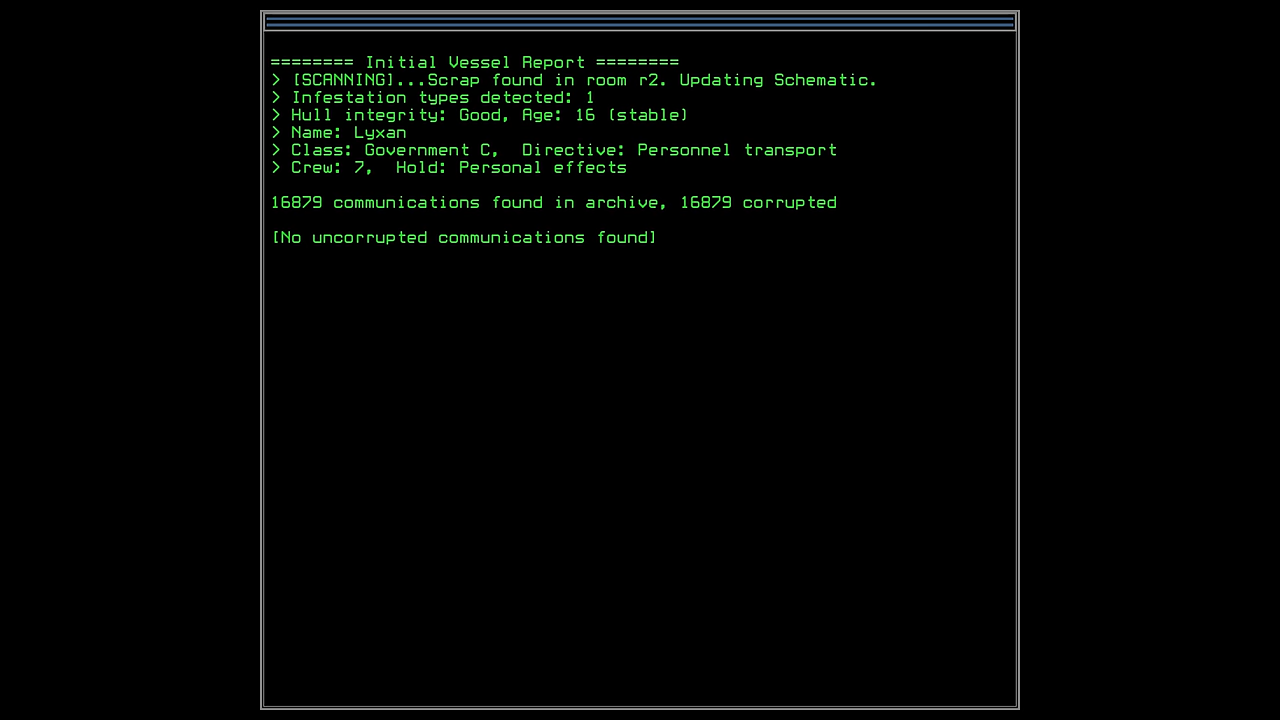 ======== Initial Vessel Report ========
> [SCANNING]...Scrap found in room r2. Updating Schematic.
> Infestation types detected: 1
> Hull integrity: Good, Age: 16 (stable)
> Name: Lyxan
> Class: Government C,  Directive: Personnel transport
> Crew: 7,  Hold: Personal effects
16879 communications found in archive, 16879 corrupted
[No uncorrupted communications found]